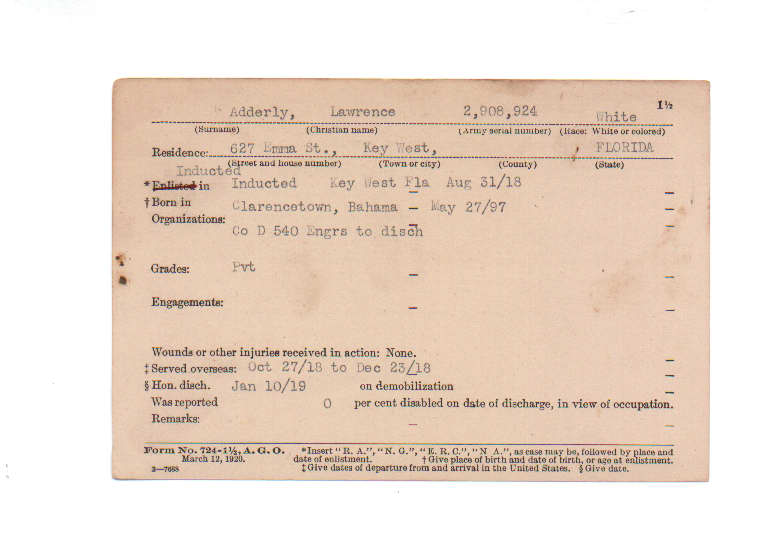 1½
Adderly, Lawrence 2,908,924 White
(Surname) (Christian name) (Army serial number) (Race: White or colored)
Residence: 627 Emma St., Key West, , FLORIDA
(Street and house number) (Town or city) (County) (State)
Inducted
*Enlisted in Inducted Key West Fla Aug 31/18
†Born in Clarencetown, Bahama – May 27/97
Organizations:
Co D 540 Engrs to disch
Grades: Pvt
Engagements:
Wounds or other injuries received in action: None.
‡Served overseas: Oct 27/18 to Dec 23/18
§Hon. disch. Jan 10/19 on demobilization
Was reported 0 per cent disabled on date of discharge, in view of occupation.
Remarks:
Form No. 724-1½, A. G. O. *Insert "R. A.", "N. G.", "E. R. C.", "N A.", as case may be, followed by place and
March 12, 1920. date of enlistment. †Give place of birth and date of birth, or age at enlistment.
3—7688 ‡Give dates of departure from and arrival in the United States. §Give date.